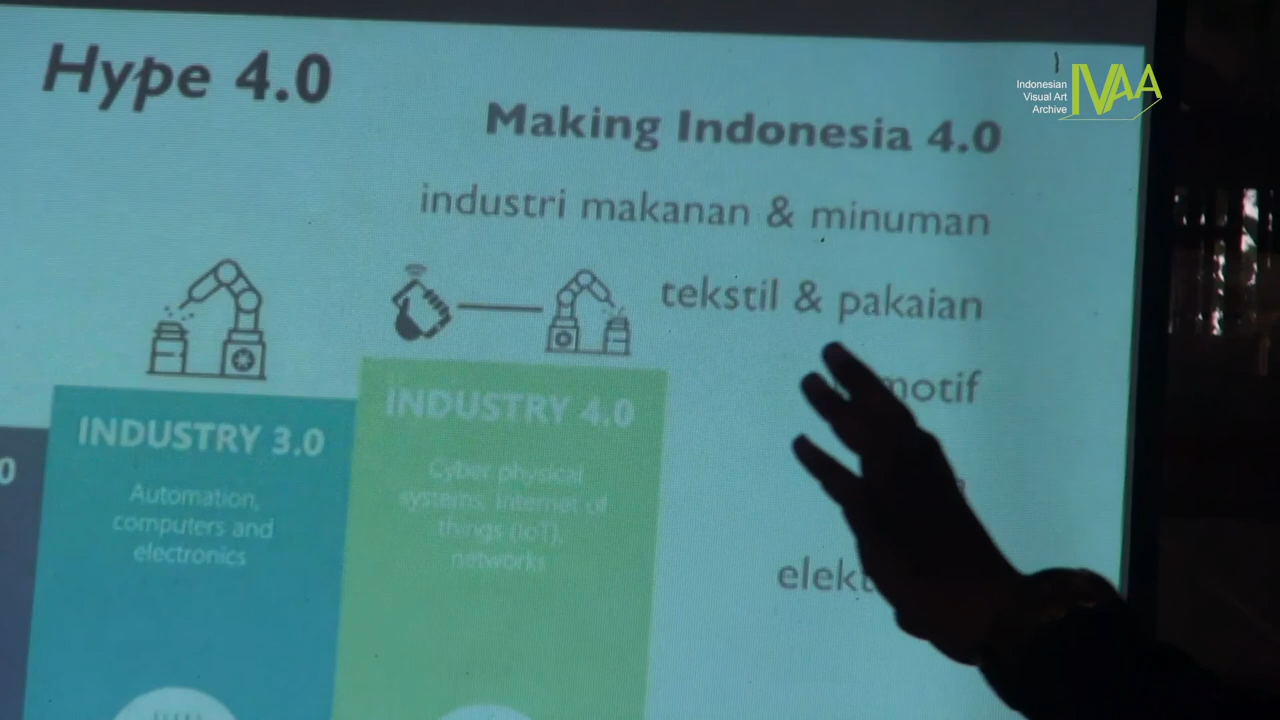 Hype 4.0
Indonesian
Visual Art
Archive
IVAA
Making Indonesia 4.0
industri makanan & minuman
tekstil & pakaian
INDUSTRY 3.0
Automation,
computers and
electronics
INDUSTRY 4.0
Cyber physical
systems, internet of
things (IoT),
networks